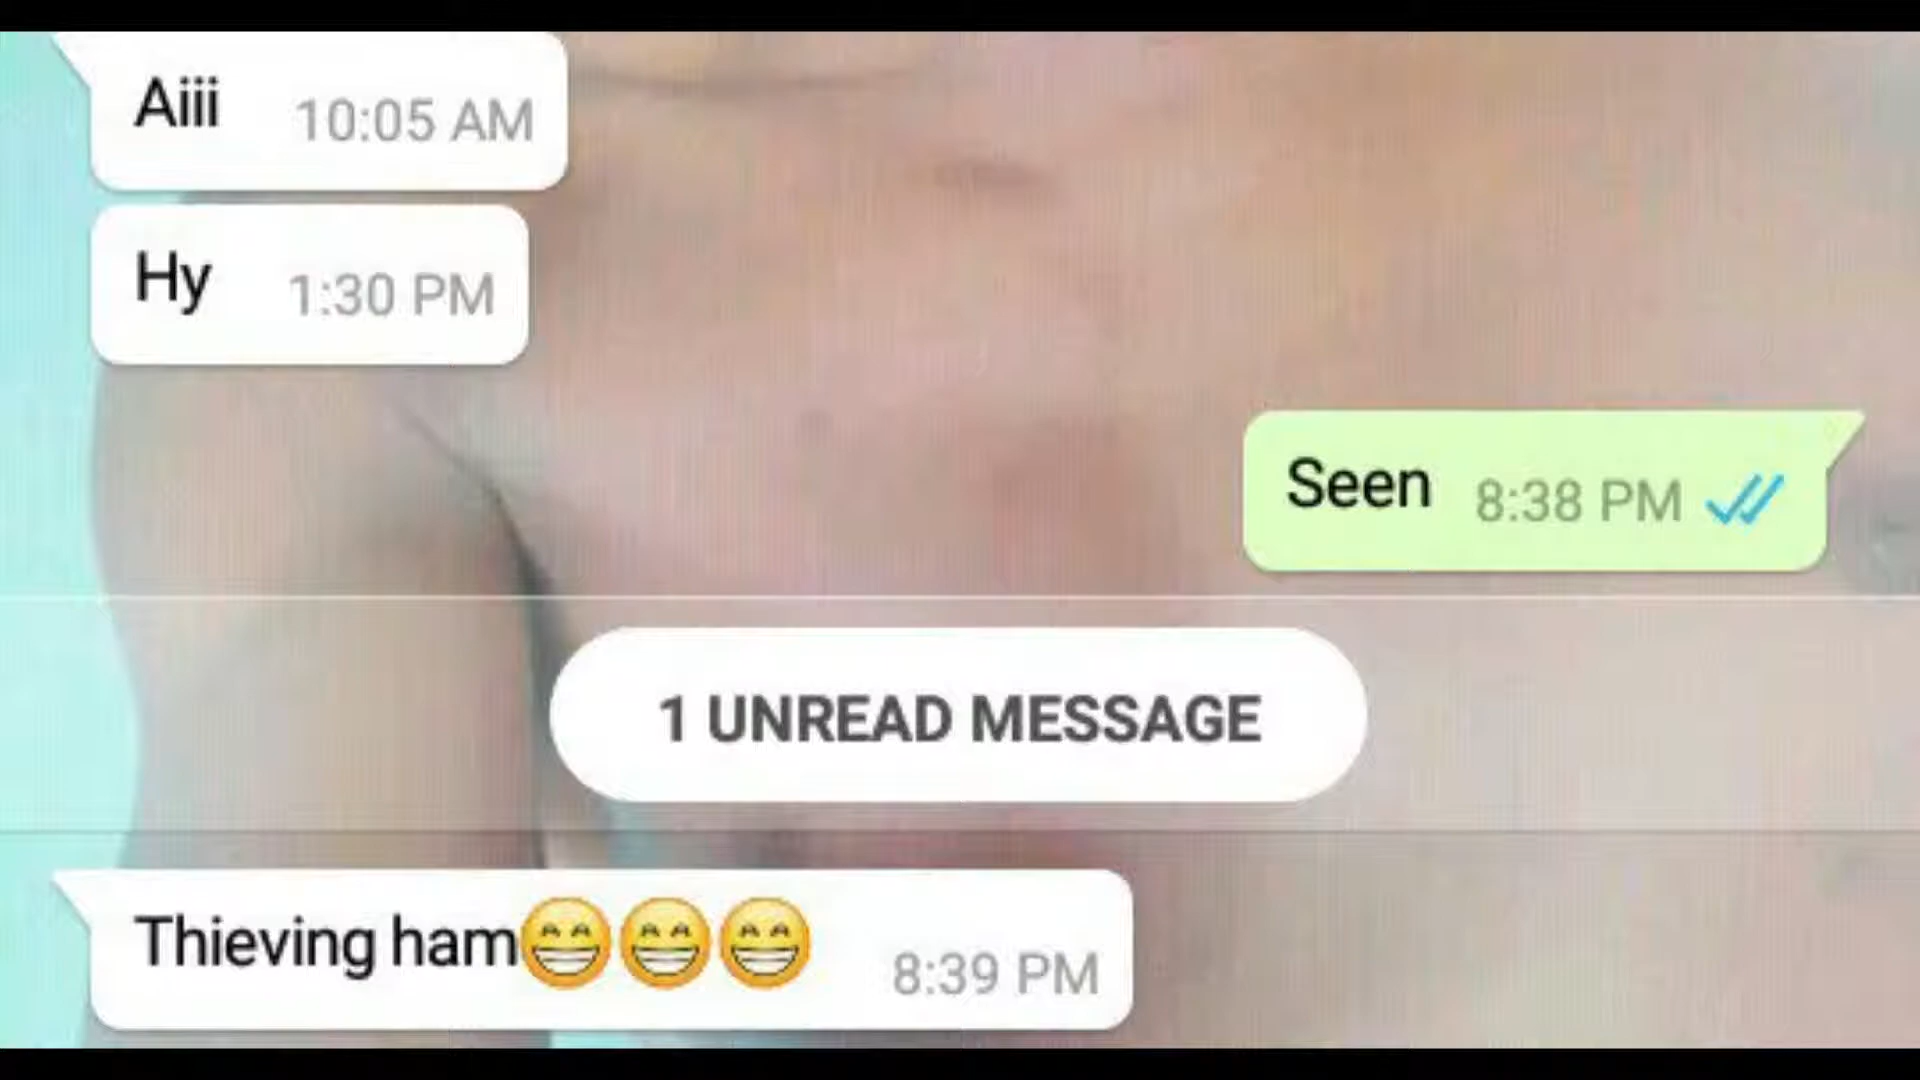 Aiii 10:05 AM
Hy 1:30 PM
Seen 8:38 PM
1 UNREAD MESSAGE
Thieving ham😁😁😁 8:39 PM